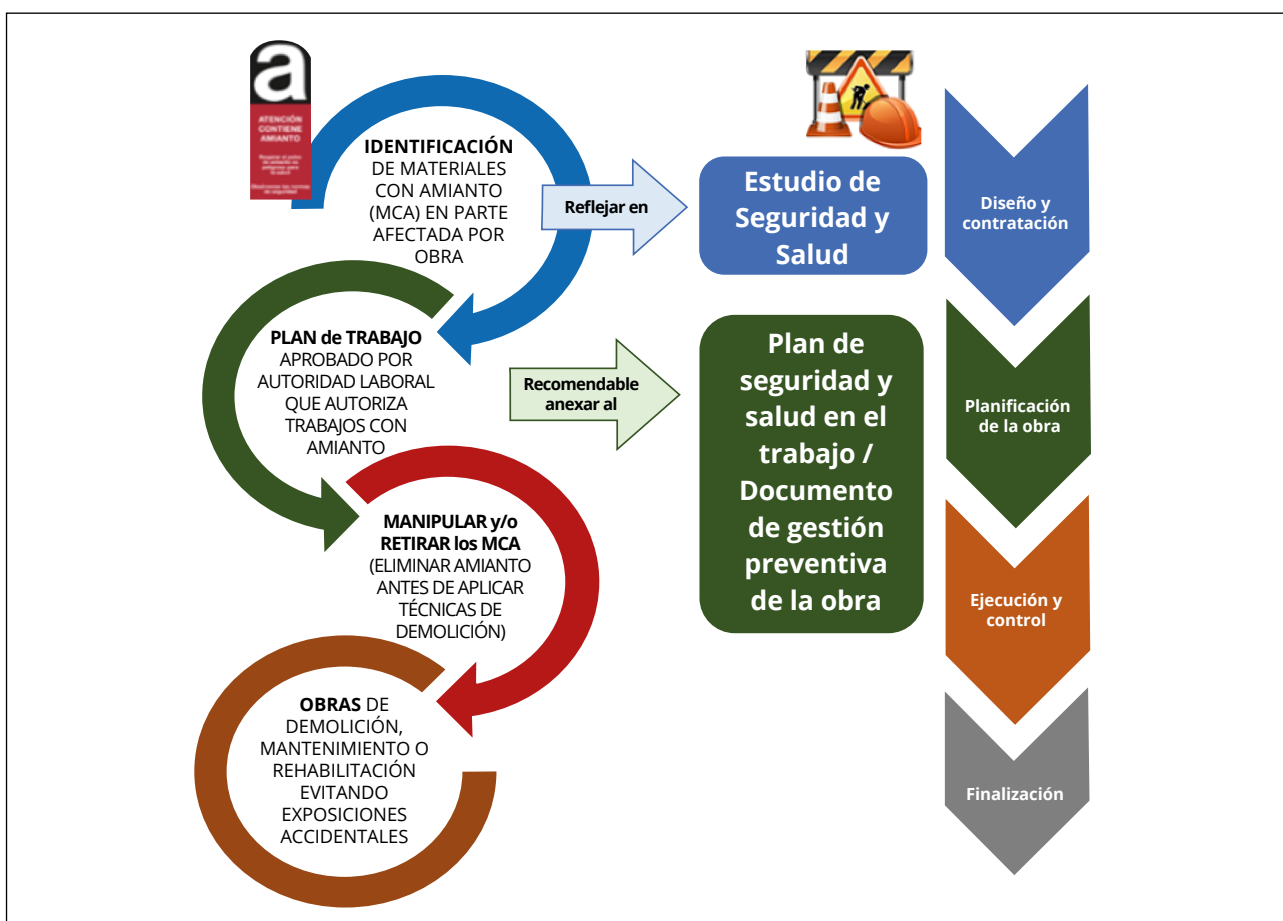 a
ATENCIÓN
CONTIENE
AMIANTO
IDENTIFICACIÓN
DE MATERIALES
CON AMIANTO
(MCA) EN PARTE
AFECTADA POR
OBRA
Reflejar en
Estudio de
Seguridad y
Salud
Diseño y
contratación
PLAN de TRABAJO
APROBADO POR
AUTORIDAD LABORAL
QUE AUTORIZA
TRABAJOS CON
AMIANTO
Recomendable
anexar al
Plan de
seguridad y
salud en el
trabajo /
Documento
de gestión
preventiva
de la obra
Planificación
de la obra
MANIPULAR y/o
RETIRAR los MCA
(ELIMINAR AMIANTO
ANTES DE APLICAR
TÉCNICAS DE
DEMOLICIÓN)
Ejecución y
control
OBRAS DE
DEMOLICIÓN,
MANTENIMIENTO O
REHABILITACIÓN
EVITANDO
EXPOSICIONES
ACCIDENTALES
Finalización